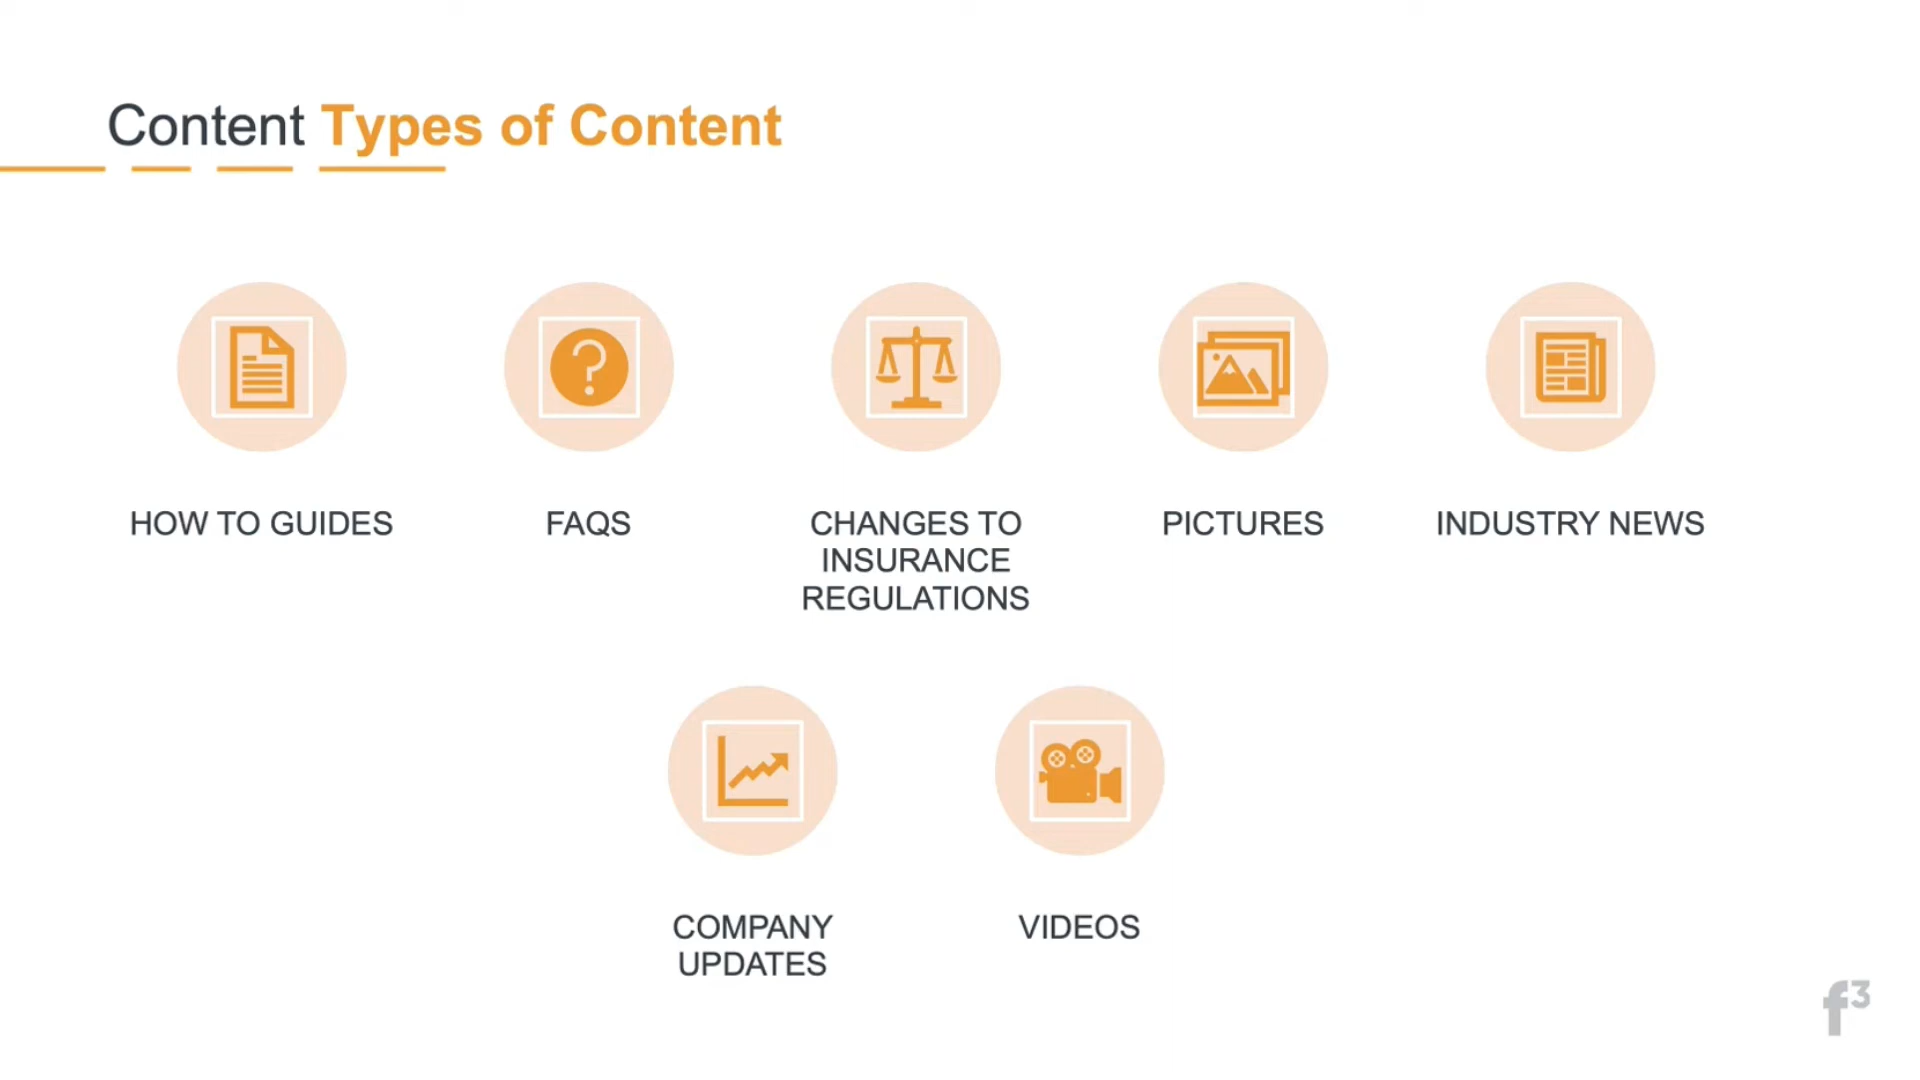 Content Types of Content
HOW TO GUIDES
FAQS
CHANGES TO
INSURANCE
REGULATIONS
PICTURES
INDUSTRY NEWS
COMPANY
UPDATES
VIDEOS
f³